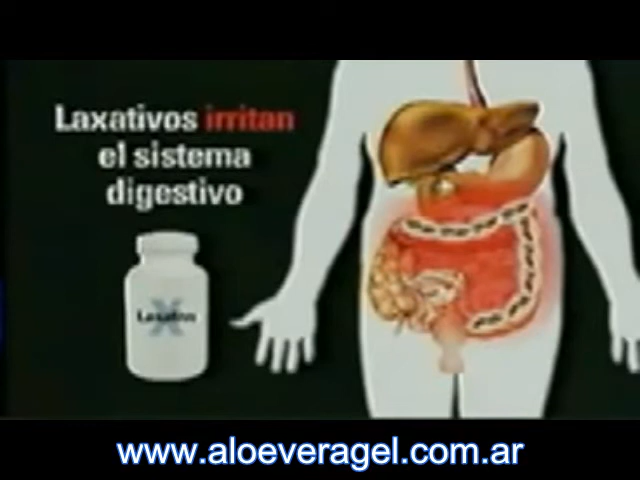 Laxativos irritan
el sistema
digestivo
Laxativo
www.aloeveragel.com.ar